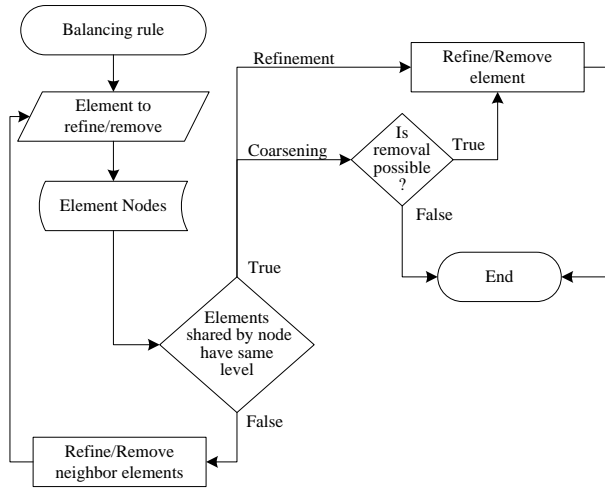 Balancing rule
Element to
refine/remove
Element Nodes
Elements
shared by node
have same
level
True
False
Refine/Remove
neighbor elements
Refinement
Coarsening
Refine/Remove
element
Is
removal
possible
?
True
False
End